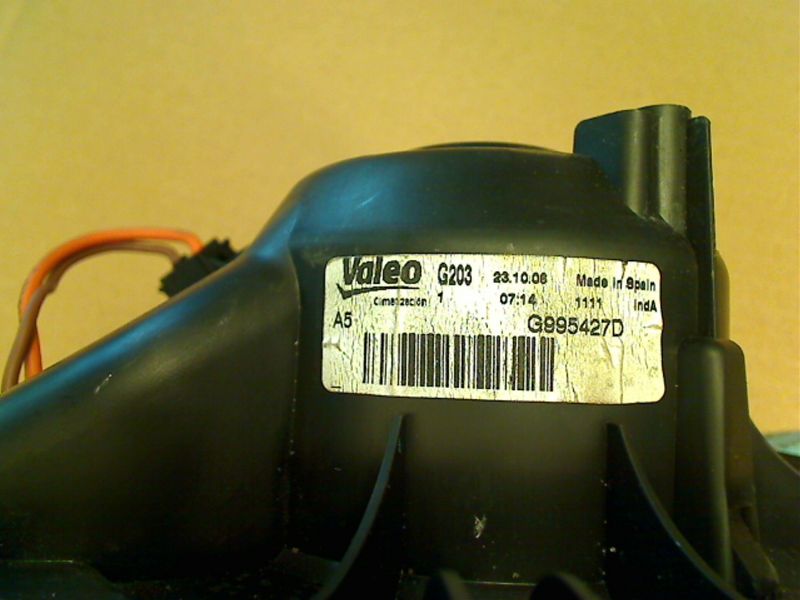 Valeo G203 23.10.06 Made in Spain
Climatización 1 07:14 1111 indA
A5 G995427D